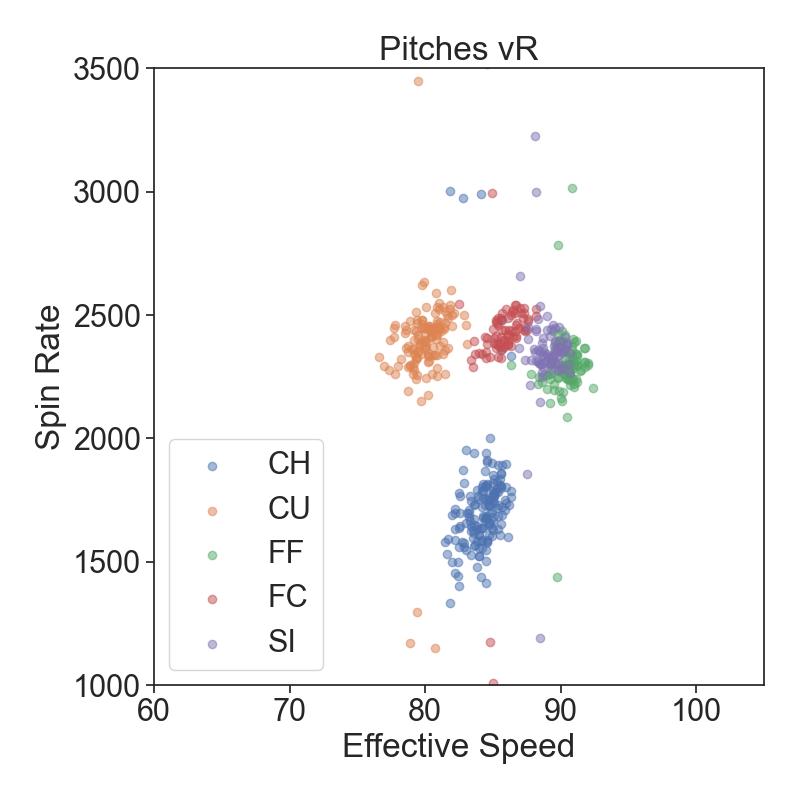 Pitches vR
3500
3000
2500
2000
1500
1000
Spin Rate
CH
CU
FF
FC
SI
60 70 80 90 100
Effective Speed